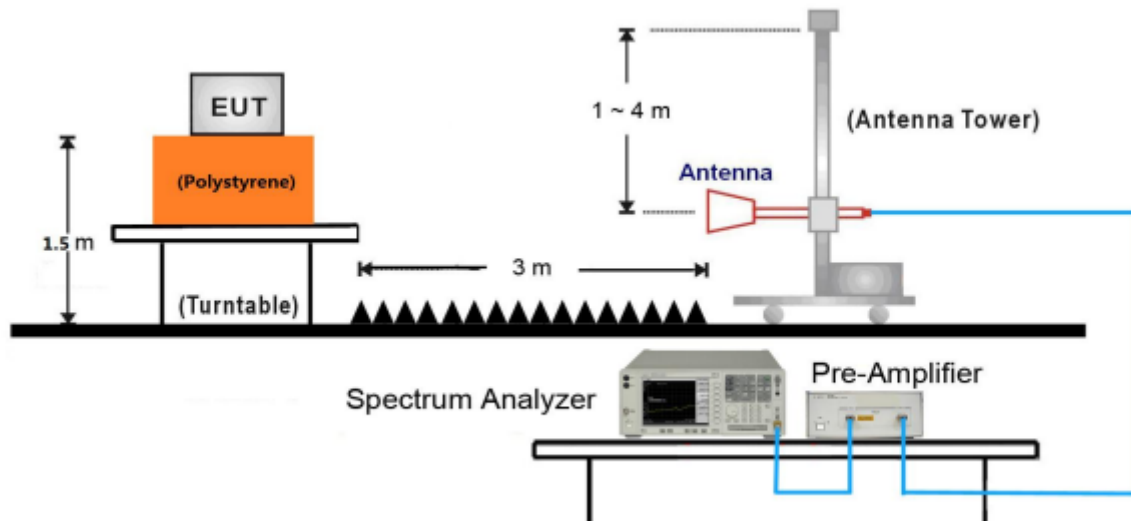 EUT
1 ~ 4 m
(Antenna Tower)
Antenna
(Polystyrene)
1.5 m
3 m
(Turntable)
Spectrum Analyzer
Pre-Amplifier